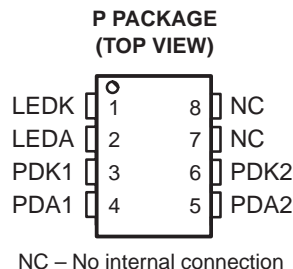 P PACKAGE
(TOP VIEW)
LEDK 1 8 NC
LEDA 2 7 NC
PDK1 3 6 PDK2
PDA1 4 5 PDA2
NC – No internal connection